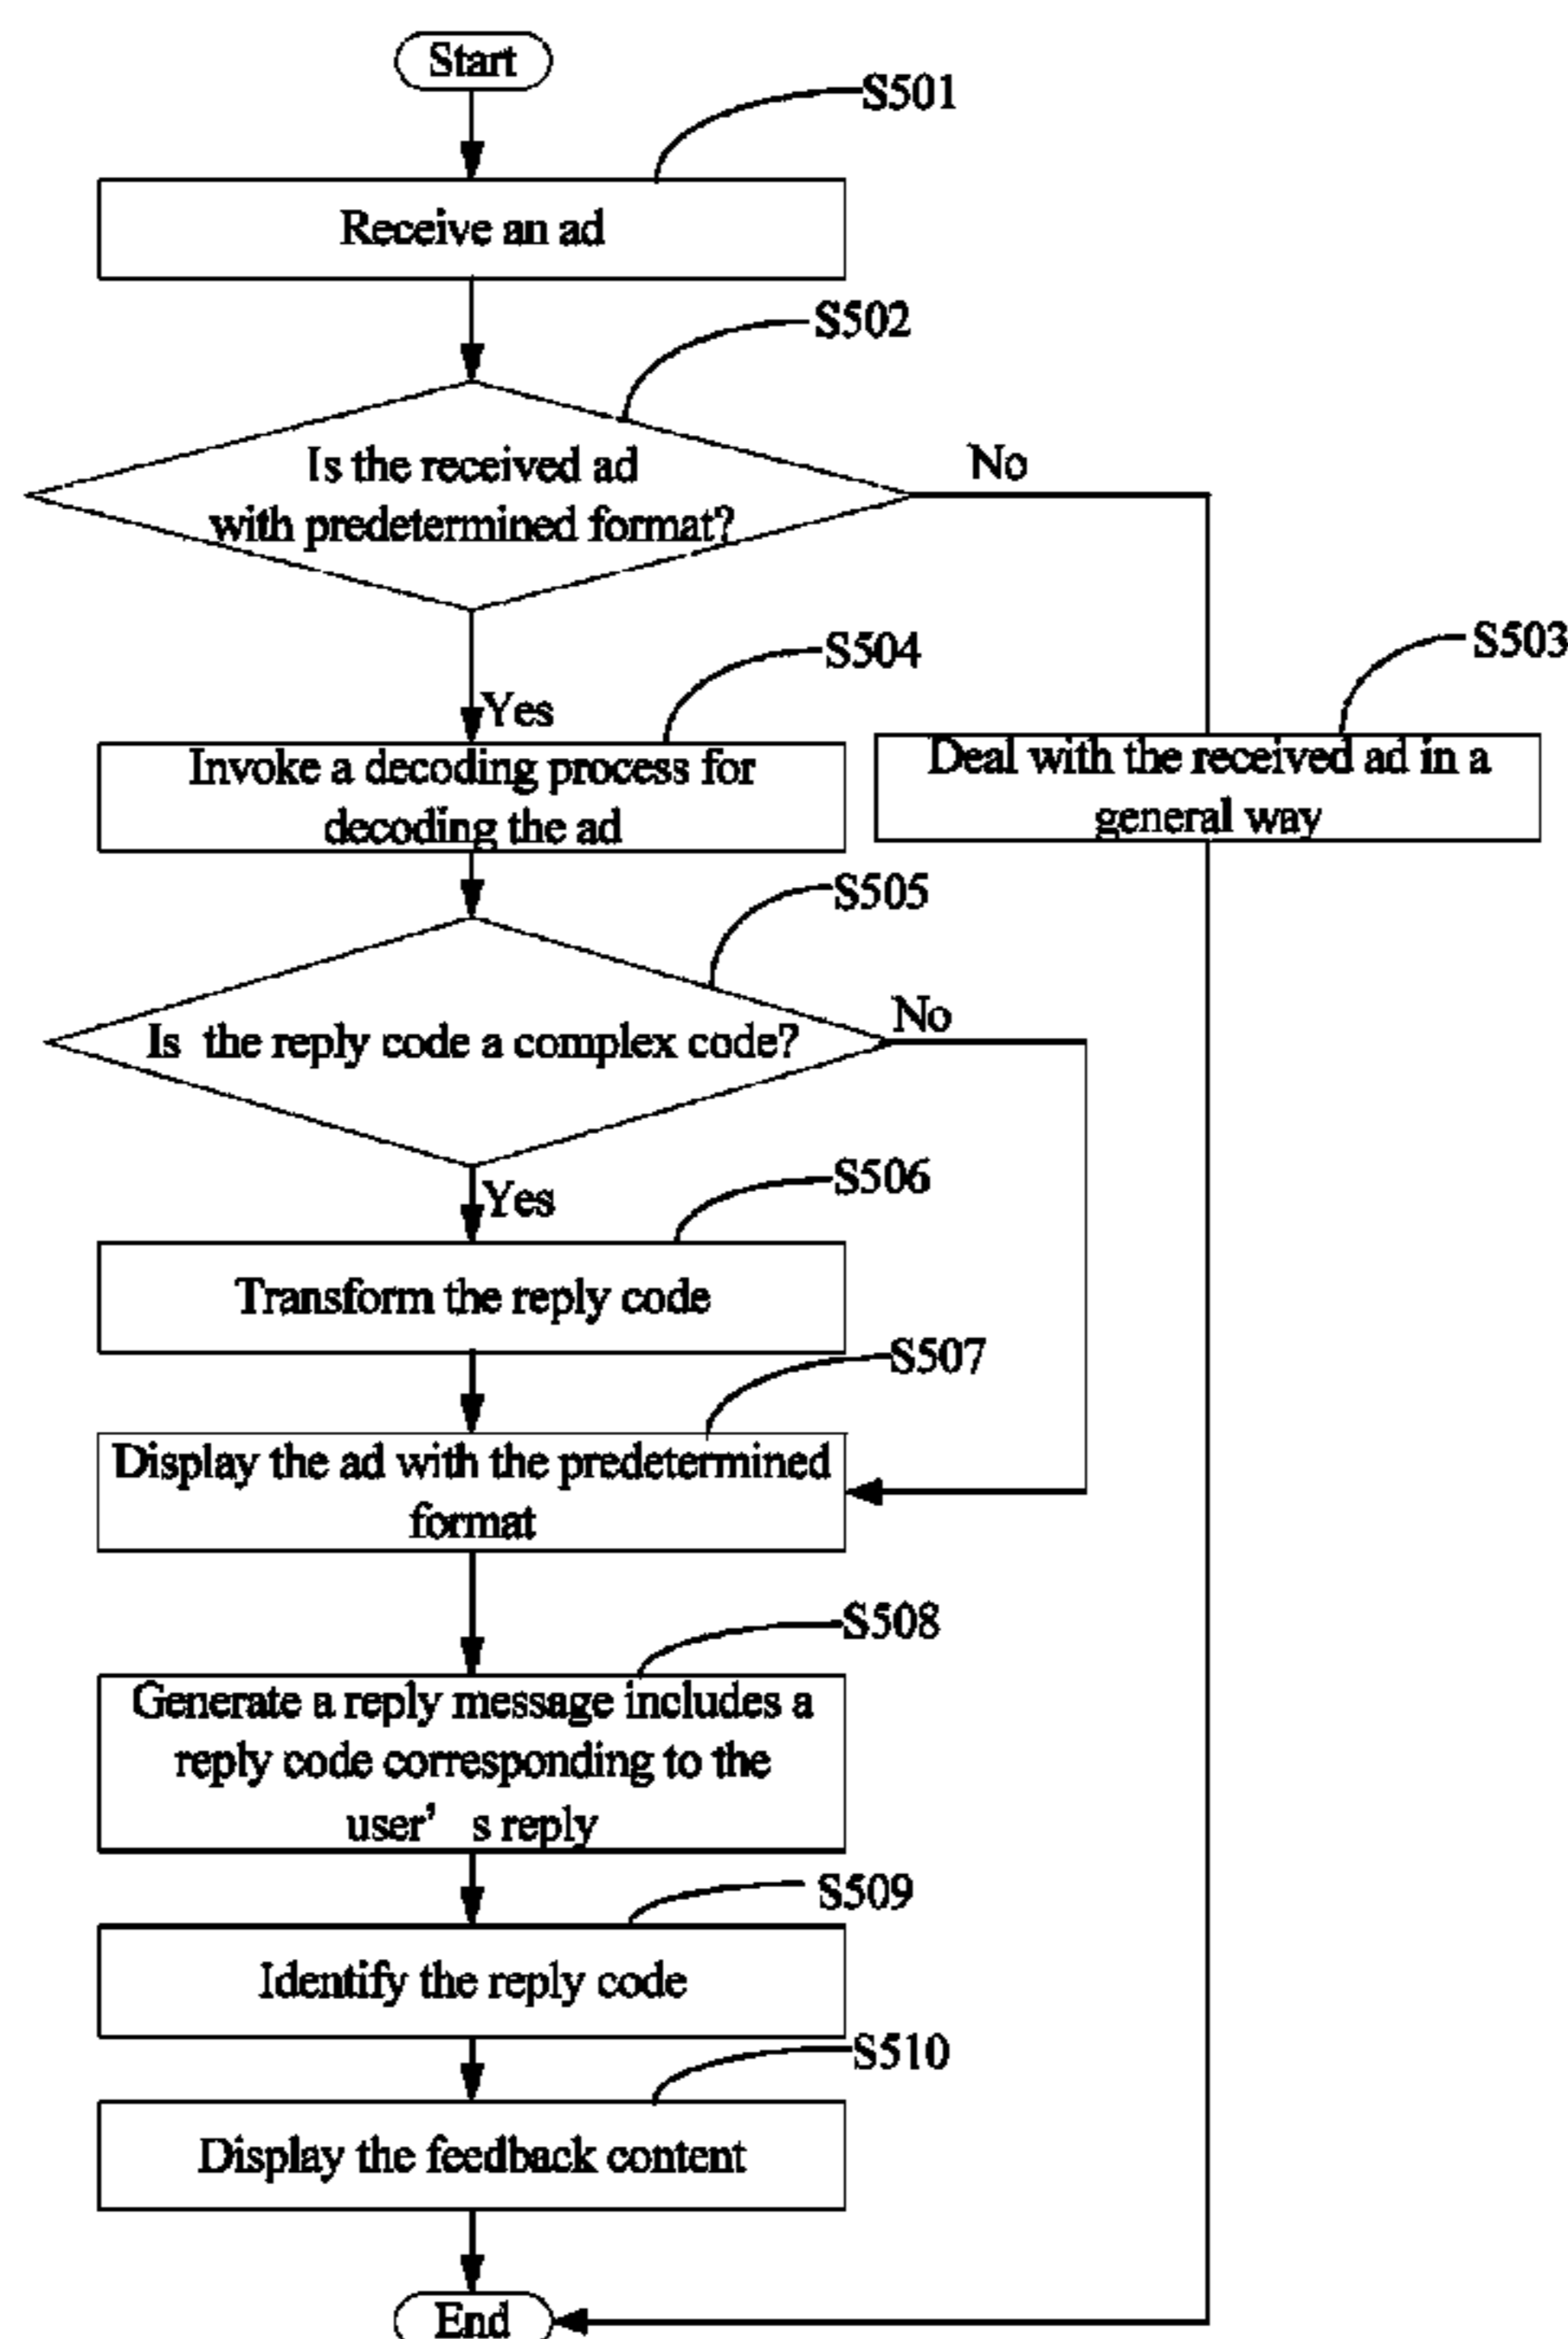 Start
S501
Receive an ad
S502
Is the received ad
with predetermined format?
No
S503
S504
Yes
Invoke a decoding process for
decoding the ad
Deal with the received ad in a
general way
S505
Is the reply code a complex code?
No
S506
Yes
Transform the reply code
S507
Display the ad with the predetermined
format
S508
Generate a reply message includes a
reply code corresponding to the
user' s reply
S509
Identify the reply code
S510
Display the feedback content
End